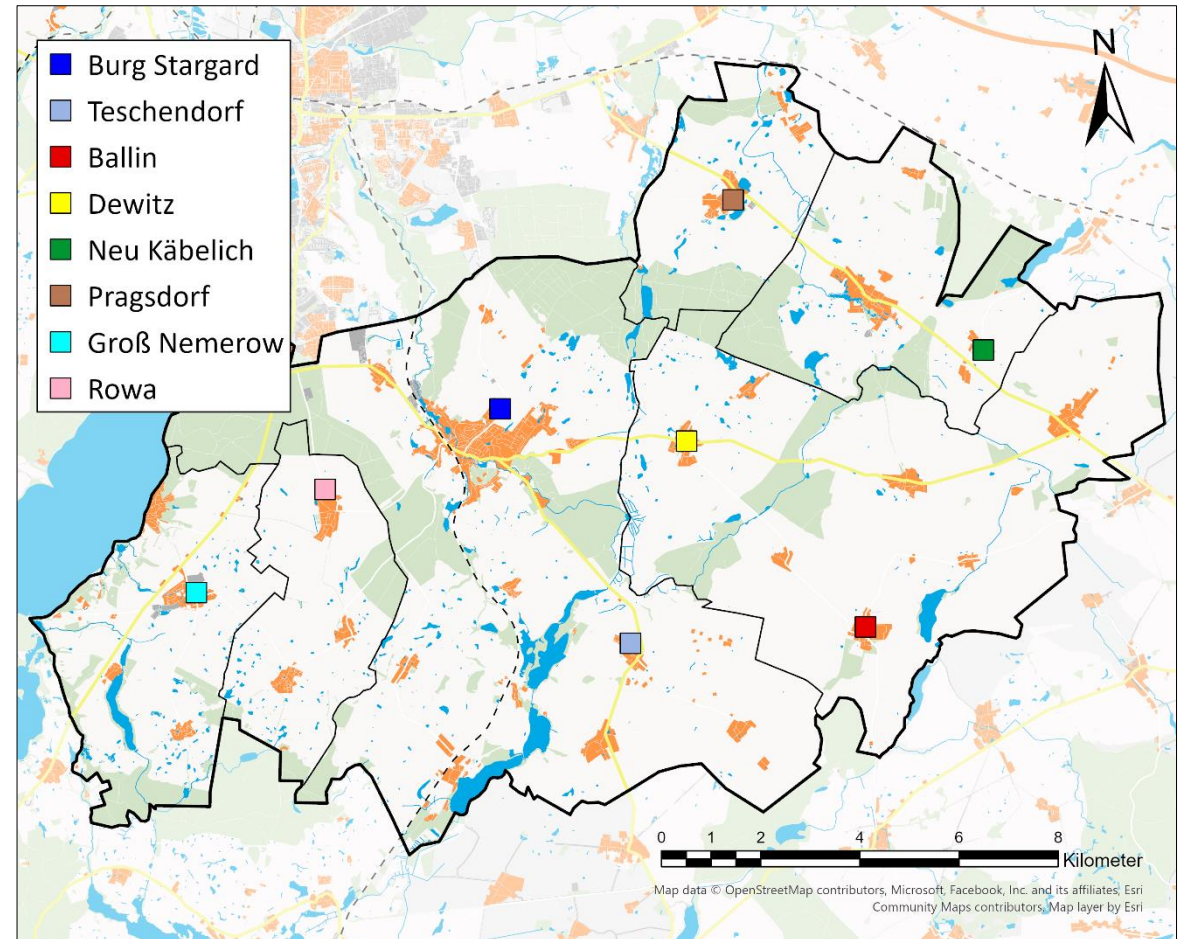 Burg Stargard
Teschendorf
Ballin
Dewitz
Neu Käbelich
Pragsdorf
Groß Nemerow
Rowa
N
0 1 2 4 6 8
Kilometer
Map data © OpenStreetMap contributors, Microsoft, Facebook, Inc. and its affiliates, Esri
Community Maps contributors, Map layer by Esri